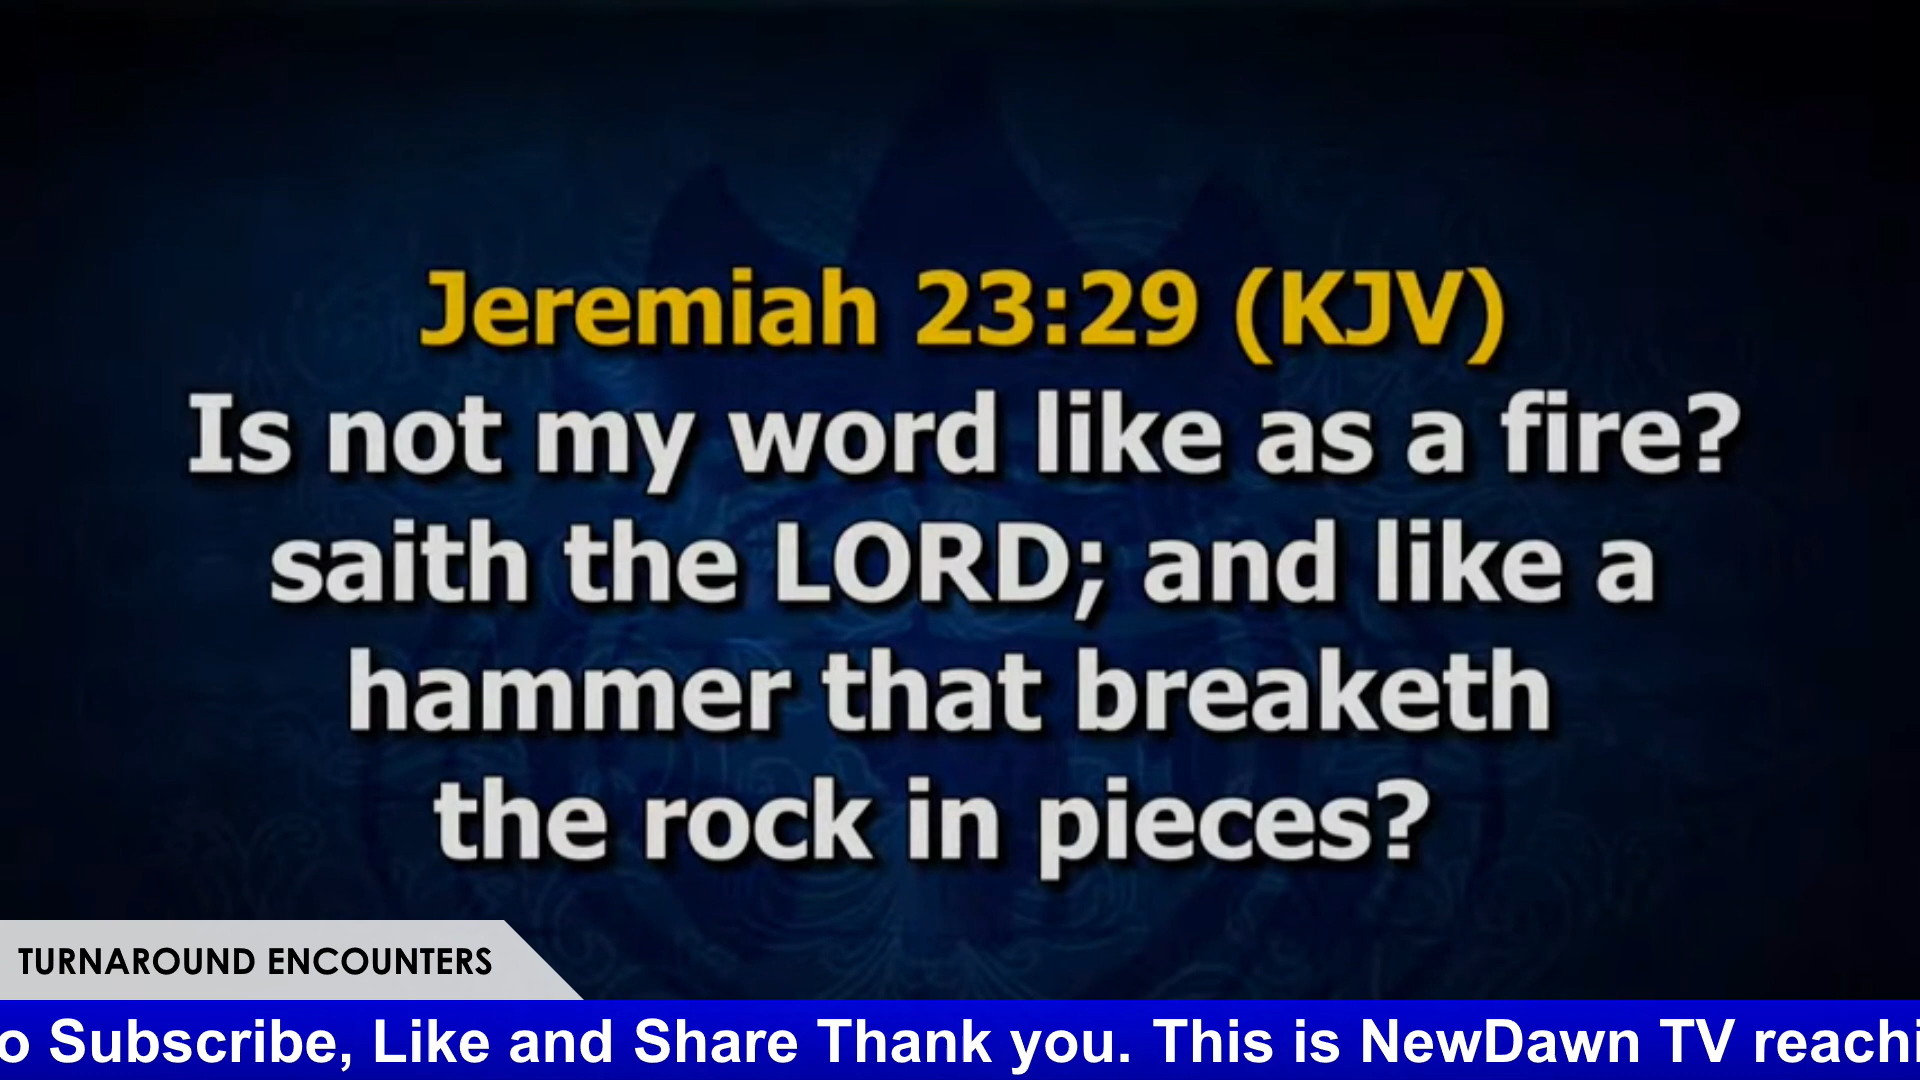 Jeremiah 23:29 (KJV)
Is not my word like as a fire?
saith the LORD; and like a
hammer that breaketh
the rock in pieces?
TURNAROUND ENCOUNTERS
o Subscribe, Like and Share Thank you. This is NewDawn TV reachi